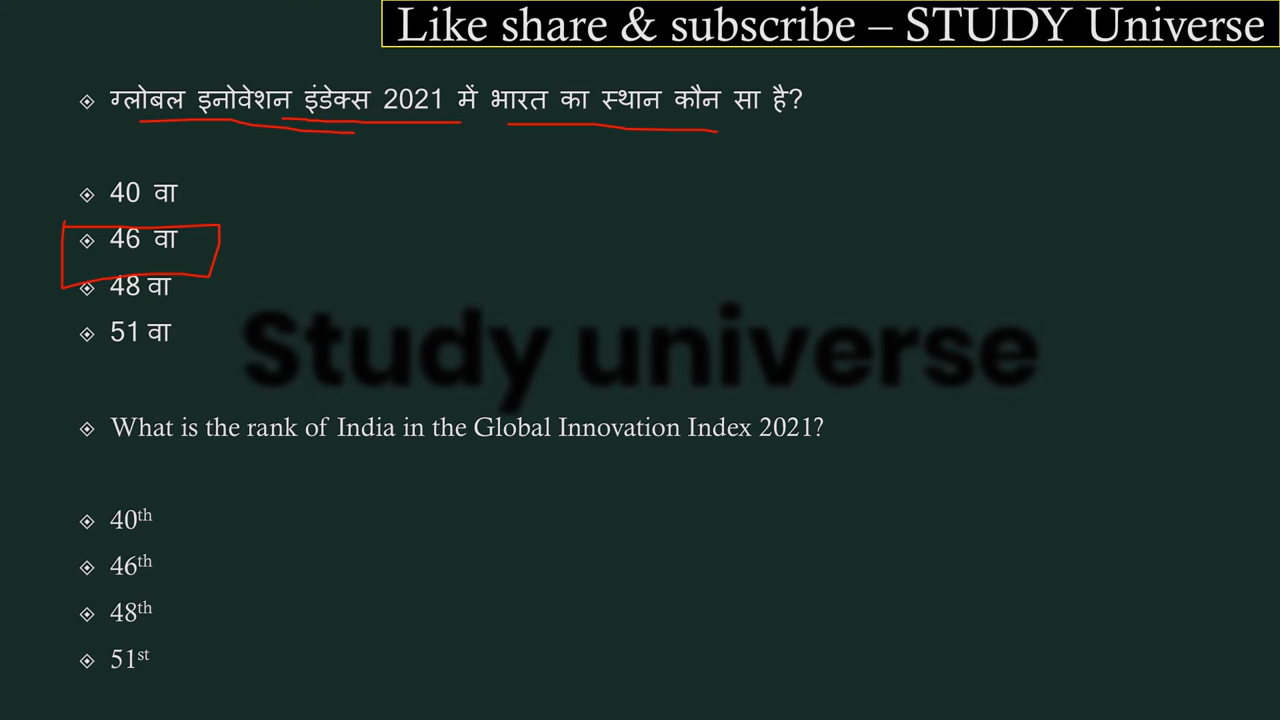 Like share & subscribe – STUDY Universe
ग्लोबल इनोवेशन इंडेक्स 2021 में भारत का स्थान कौन सा है?
40 वा
46 वा
48 वा
51 वा
Study universe
What is the rank of India in the Global Innovation Index 2021?
40th
46th
48th
51st